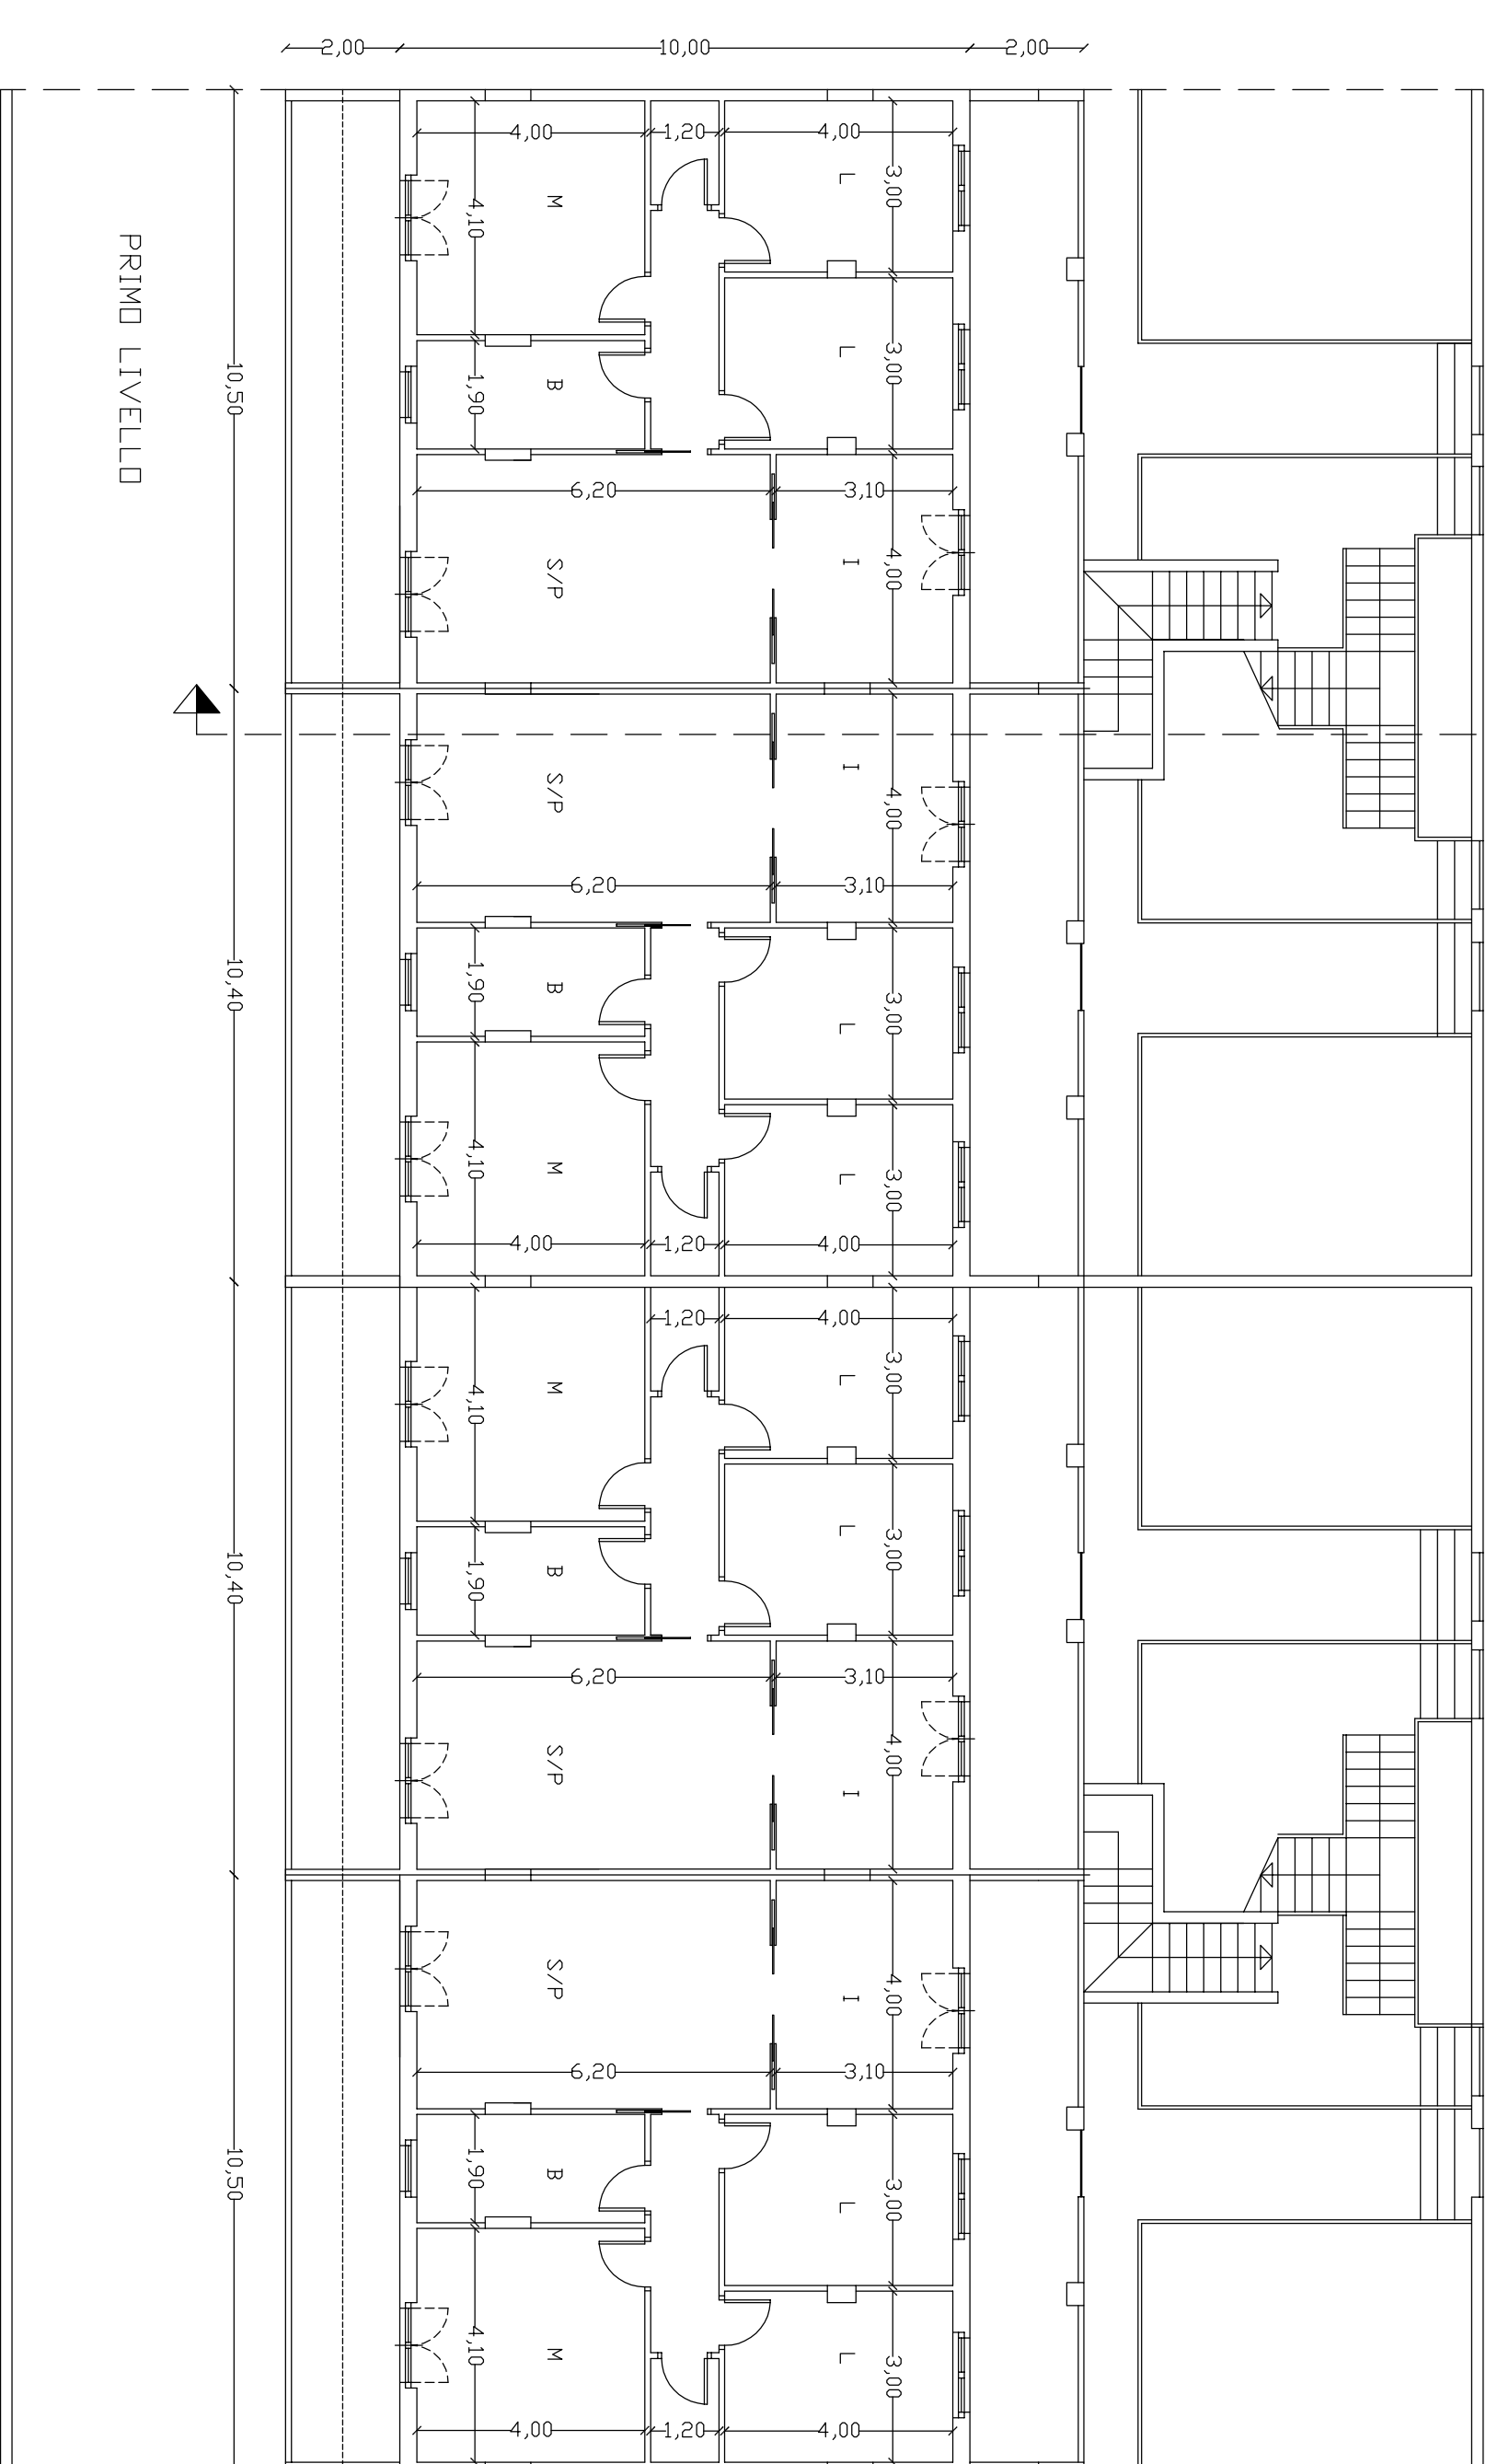 2,00 10,00 2,00
4,00 1,20 4,00
3,00
M L
4,10
PRIMO LIVELLO
3,00
L
10,50 1,90 B
6,20 3,10
S/P I 4,00
S/P I 4,00
6,20 3,10
10,40 1,90 B 3,00
L
4,10 M L 3,00
4,00 1,20 4,00
1,20 4,00
3,00
4,10 M L
L 3,00
10,40 1,90 B
6,20 3,10
S/P I 4,00
S/P I 4,00
6,20 3,10
10,50 1,90 B L 3,00
4,10 M L 3,00
4,00 1,20 4,00